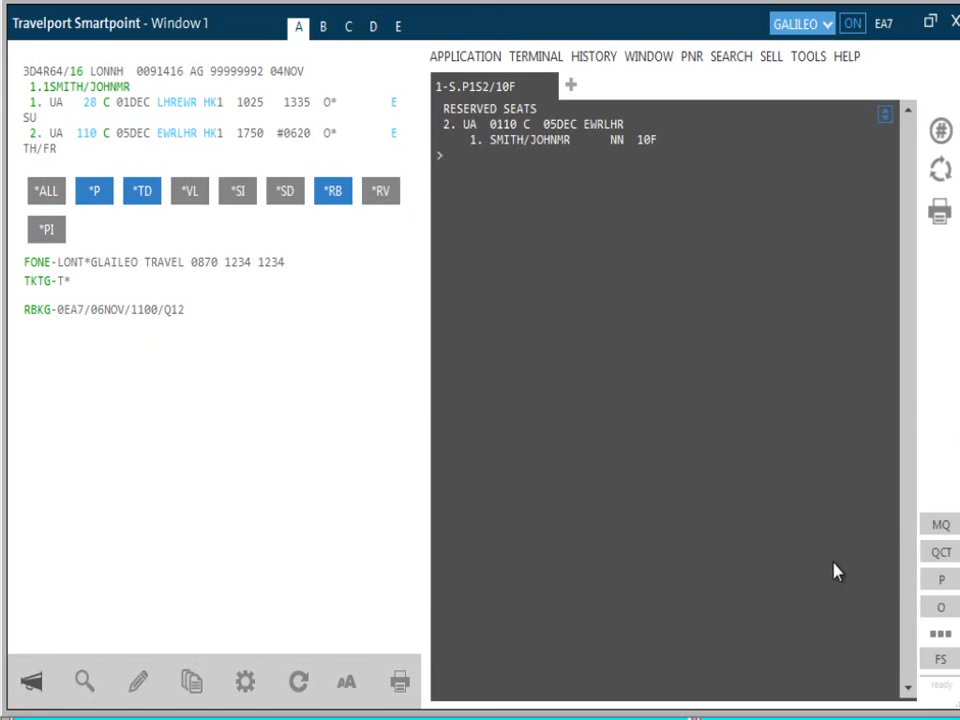 Travelport Smartpoint - Window 1
A B C D E
GALILEO ON EA7 X
3D4R64/16 LONNH 0091416 AG 99999992 04NOV
1.1SMITH/JOHNMR
1. UA 28 C 01DEC LHREWR HK1 1025 1335 O* E
SU
2. UA 110 C 05DEC EWRLHR HK1 1750 #0620 O* E
TH/FR
*ALL *P *TD *VL *SI *SD *RB *RV
*PI
FONE-LONT*GLAILEO TRAVEL 0870 1234 1234
TKTG-T*
RBKG-0EA7/06NOV/1100/Q12
AA
APPLICATION TERMINAL HISTORY WINDOW PNR SEARCH SELL TOOLS HELP
1-S.P1S2/10F +
RESERVED SEATS
2. UA 0110 C 05DEC EWRLHR
1. SMITH/JOHNMR NN 10F
>
#
MQ
QCT
P
O
FS
ready